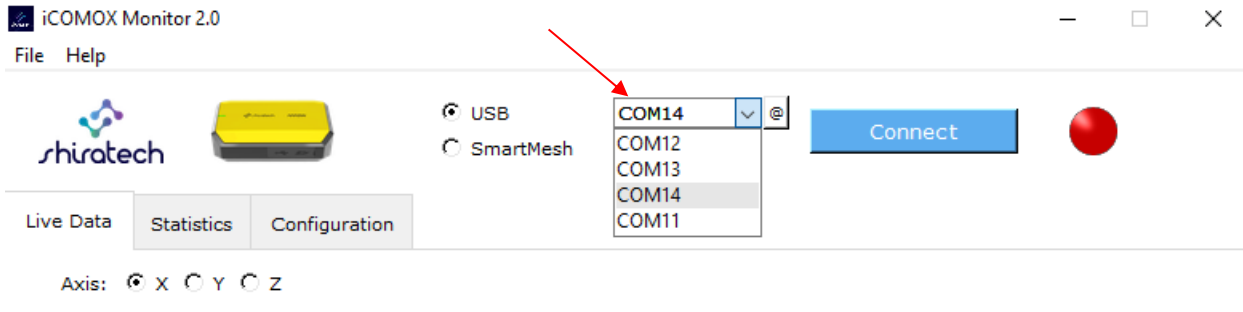 iCOMOX Monitor 2.0
File Help
shiratech
USB
SmartMesh
COM14
@
COM12
COM13
COM14
COM11
Connect
Live Data Statistics Configuration
Axis: X Y Z